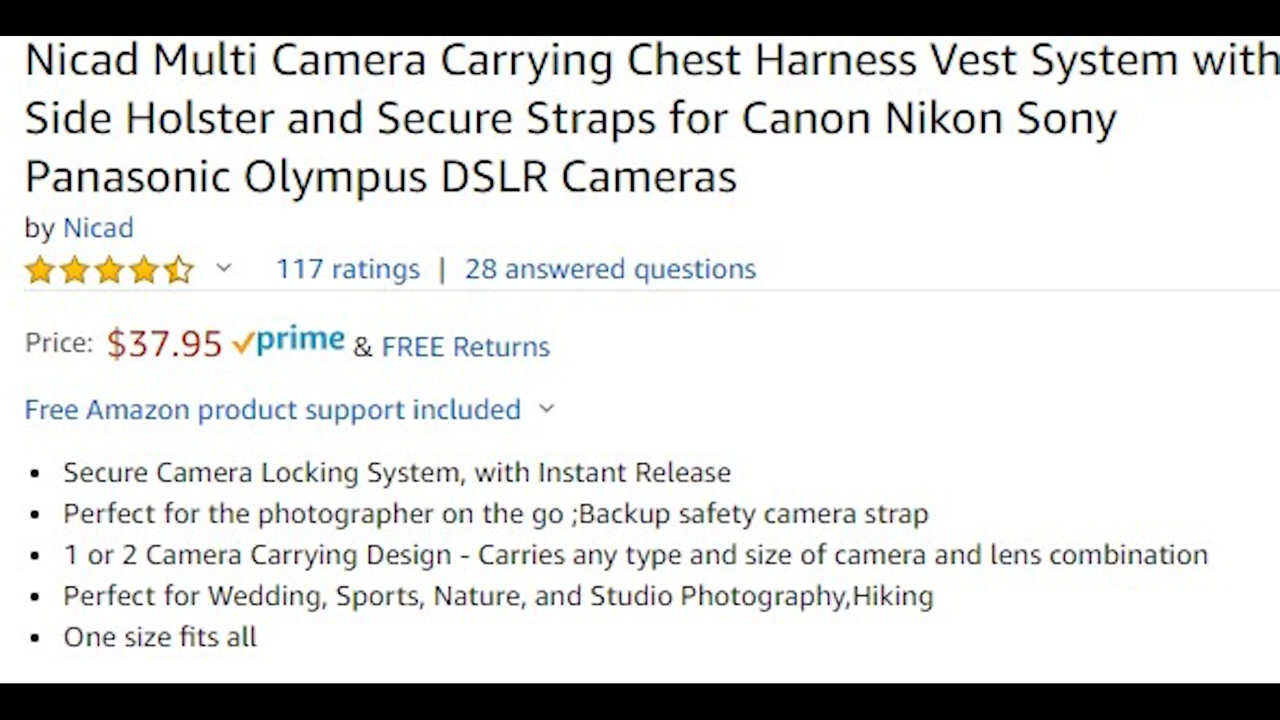 Nicad Multi Camera Carrying Chest Harness Vest System with
Side Holster and Secure Straps for Canon Nikon Sony
Panasonic Olympus DSLR Cameras
by Nicad
117 ratings | 28 answered questions
Price: $37.95 prime & FREE Returns
Free Amazon product support included
• Secure Camera Locking System, with Instant Release
• Perfect for the photographer on the go ;Backup safety camera strap
• 1 or 2 Camera Carrying Design - Carries any type and size of camera and lens combination
• Perfect for Wedding, Sports, Nature, and Studio Photography,Hiking
• One size fits all